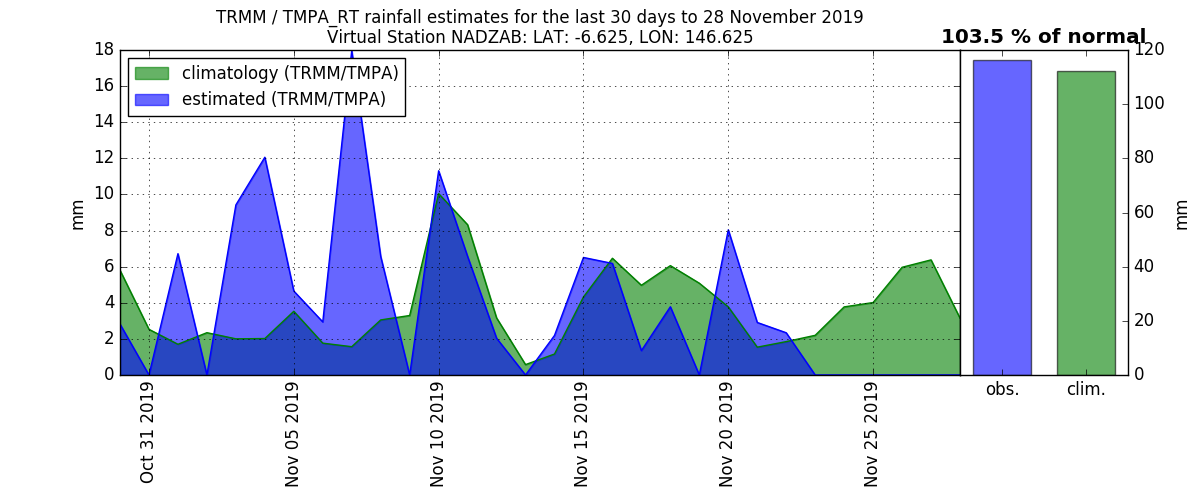 TRMM / TMPA_RT rainfall estimates for the last 30 days to 28 November 2019
Virtual Station NADZAB: LAT: -6.625, LON: 146.625
103.5 % of normal
climatology (TRMM/TMPA)
estimated (TRMM/TMPA)
18
16
14
12
10
8
6
4
2
0
mm
Oct 31 2019
Nov 05 2019
Nov 10 2019
Nov 15 2019
Nov 20 2019
Nov 25 2019
120
100
80
60
40
20
0
mm
obs.
clim.